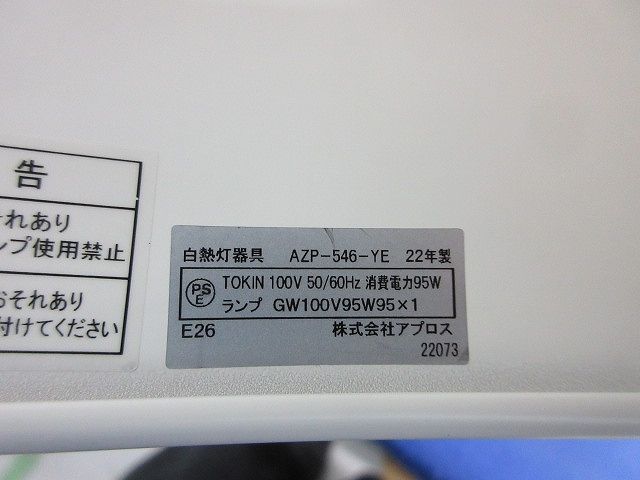 告
れあり
ンプ使用禁止
おそれあり
付けてください
白熱灯器具 AZP-546-YE 22年製
PSE TOKIN 100V 50/60Hz 消費電力95W
ランプ GW100V95W95×1
E26 株式会社アプロス
22073